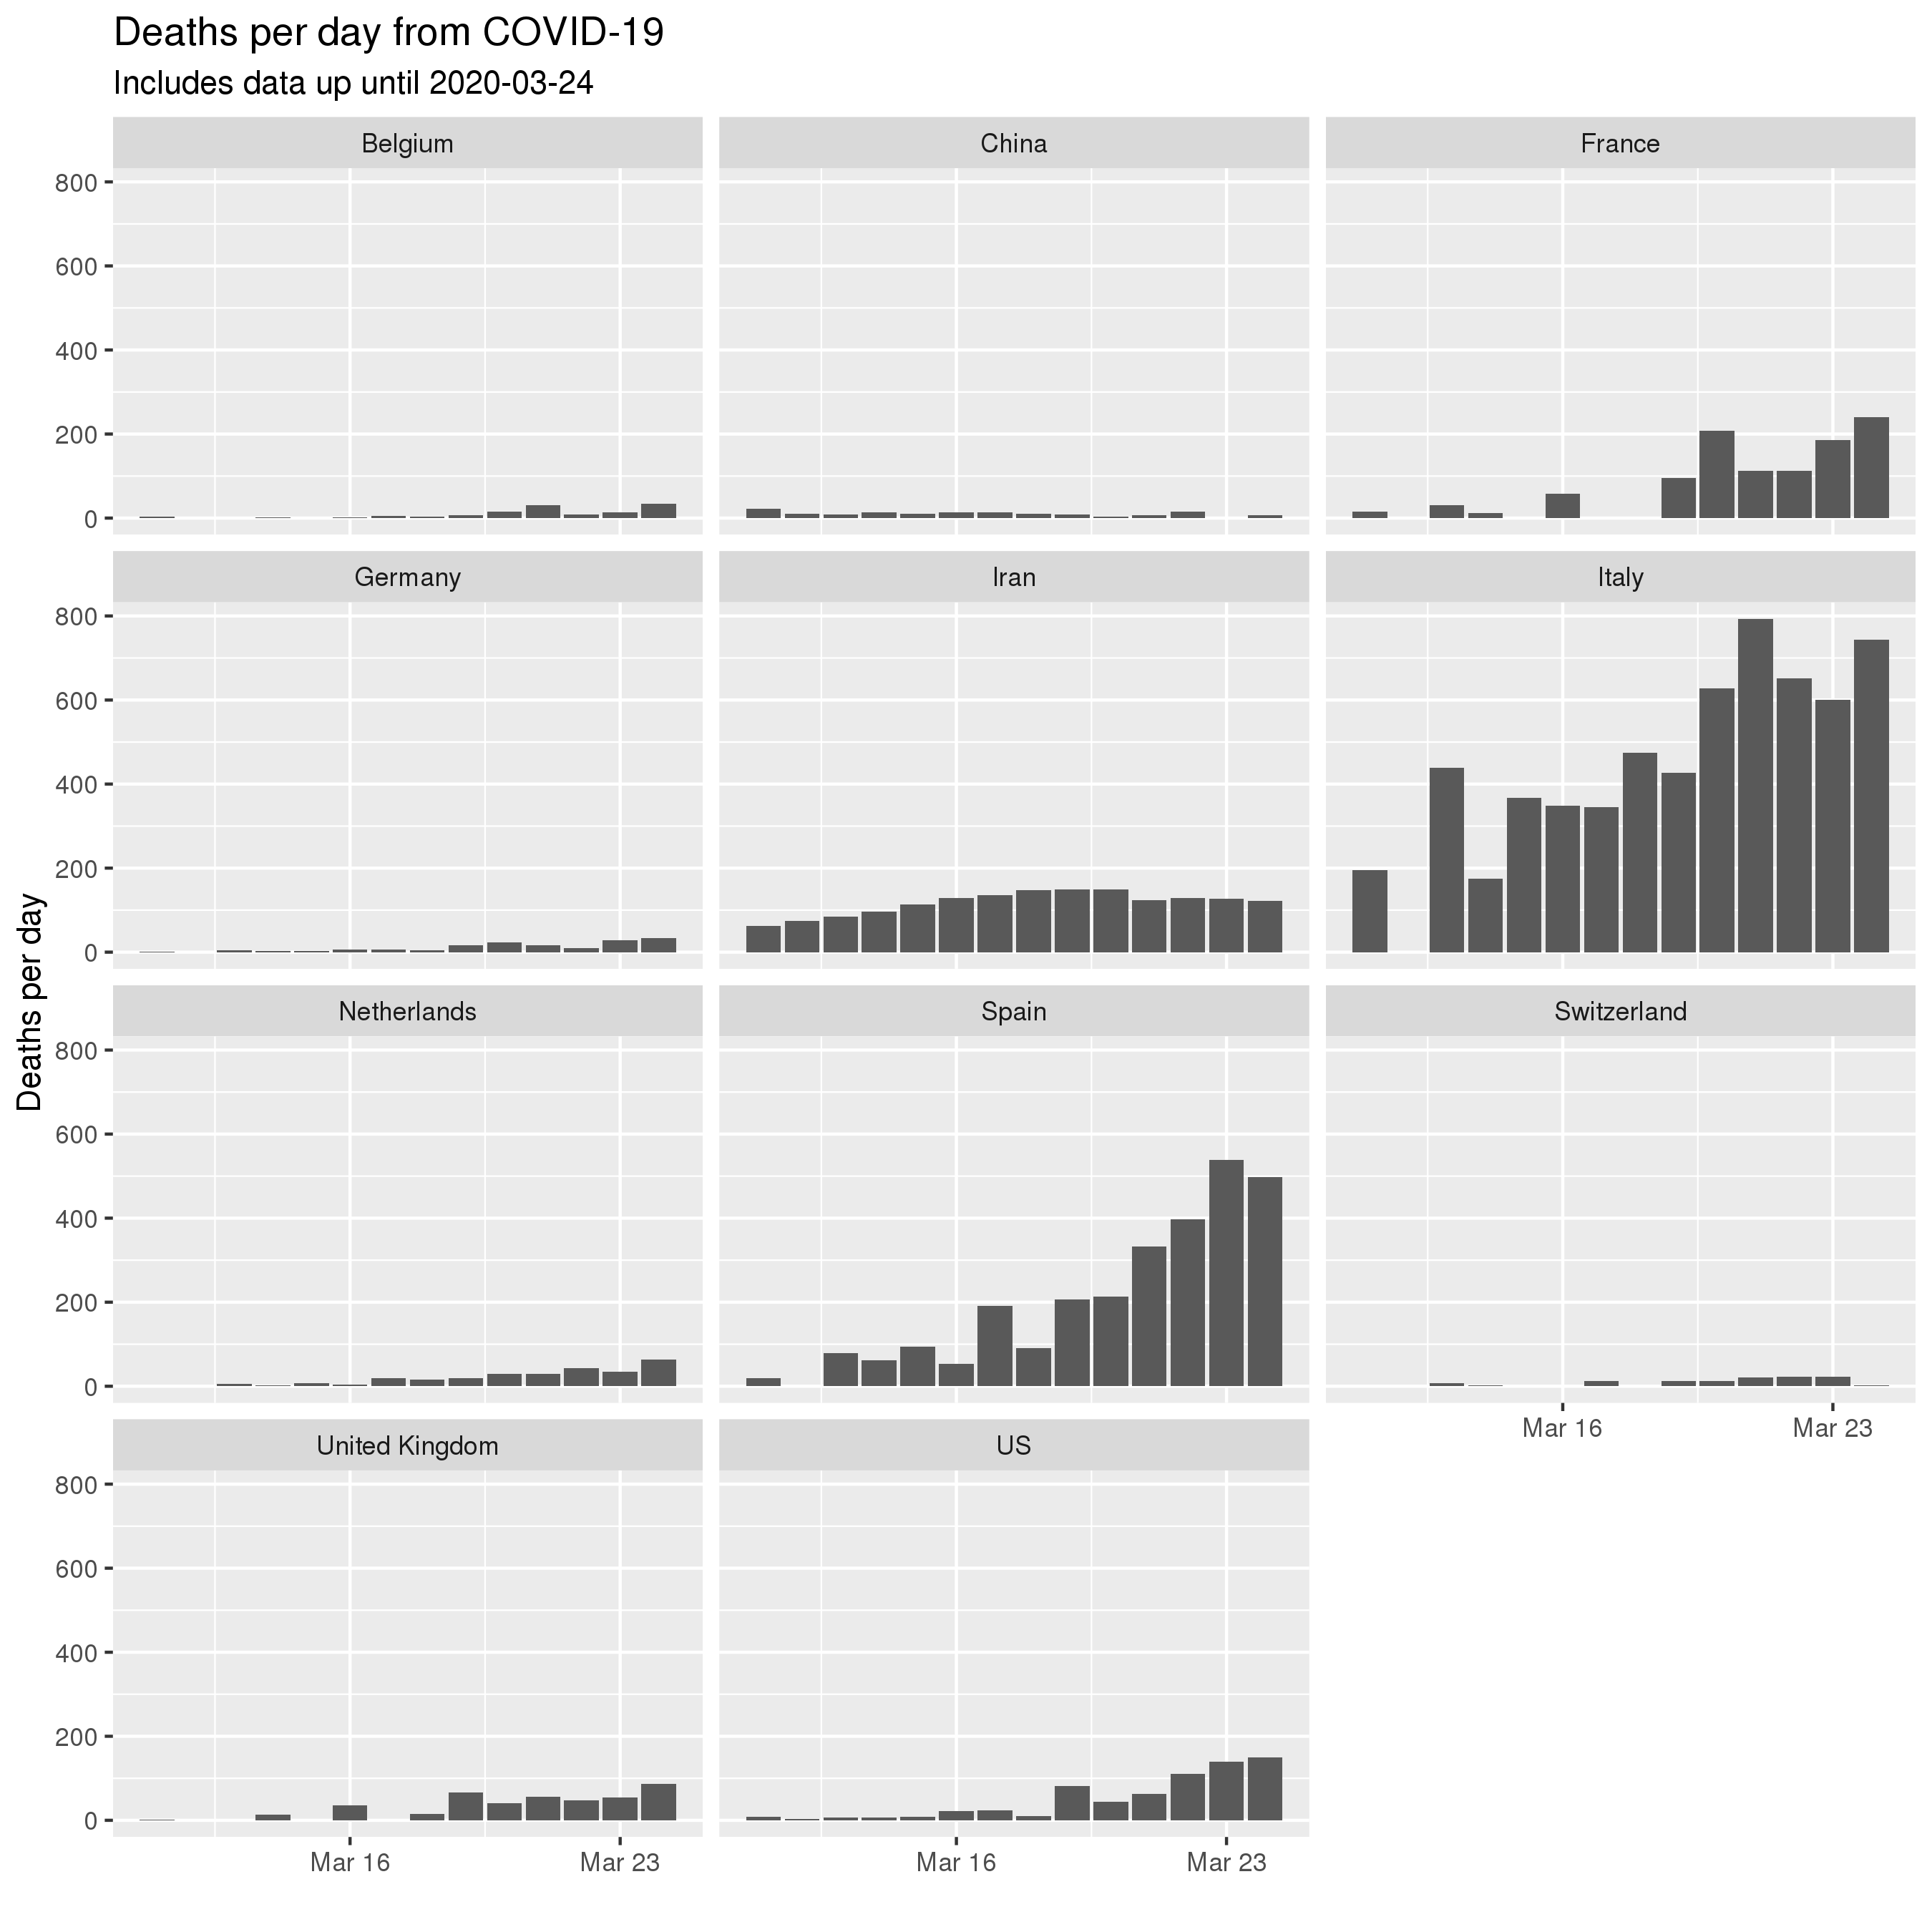 Deaths per day from COVID-19
Includes data up until 2020-03-24
Belgium
China
France
800
600
400
200
0
Germany
Iran
Italy
800
600
400
200
0
Deaths per day
Netherlands
Spain
Switzerland
800
600
400
200
0
Mar 16
Mar 23
United Kingdom
US
800
600
400
200
0
Mar 16
Mar 23
Mar 16
Mar 23